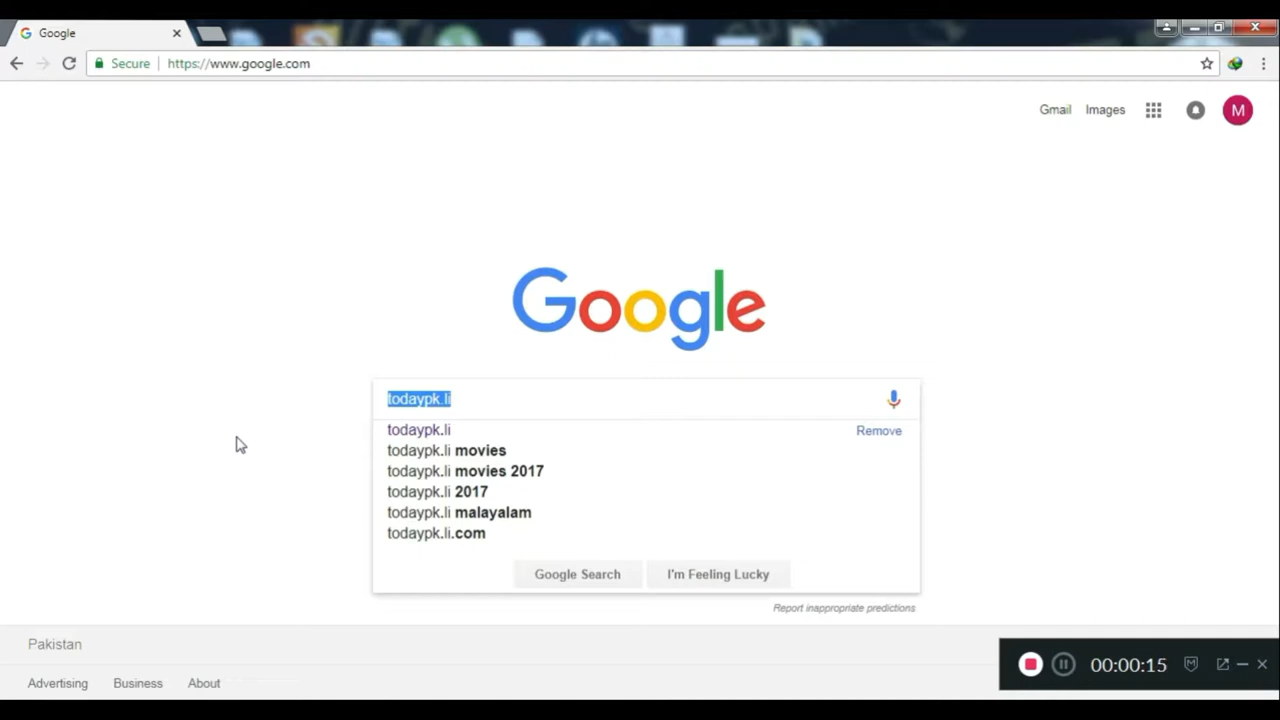 Google
Secure https://www.google.com
Gmail Images M
Google
todaypk.li
todaypk.li Remove
todaypk.li movies
todaypk.li movies 2017
todaypk.li 2017
todaypk.li malayalam
todaypk.li.com
Google Search I'm Feeling Lucky
Report inappropriate predictions
Pakistan
Advertising Business About
00:00:15